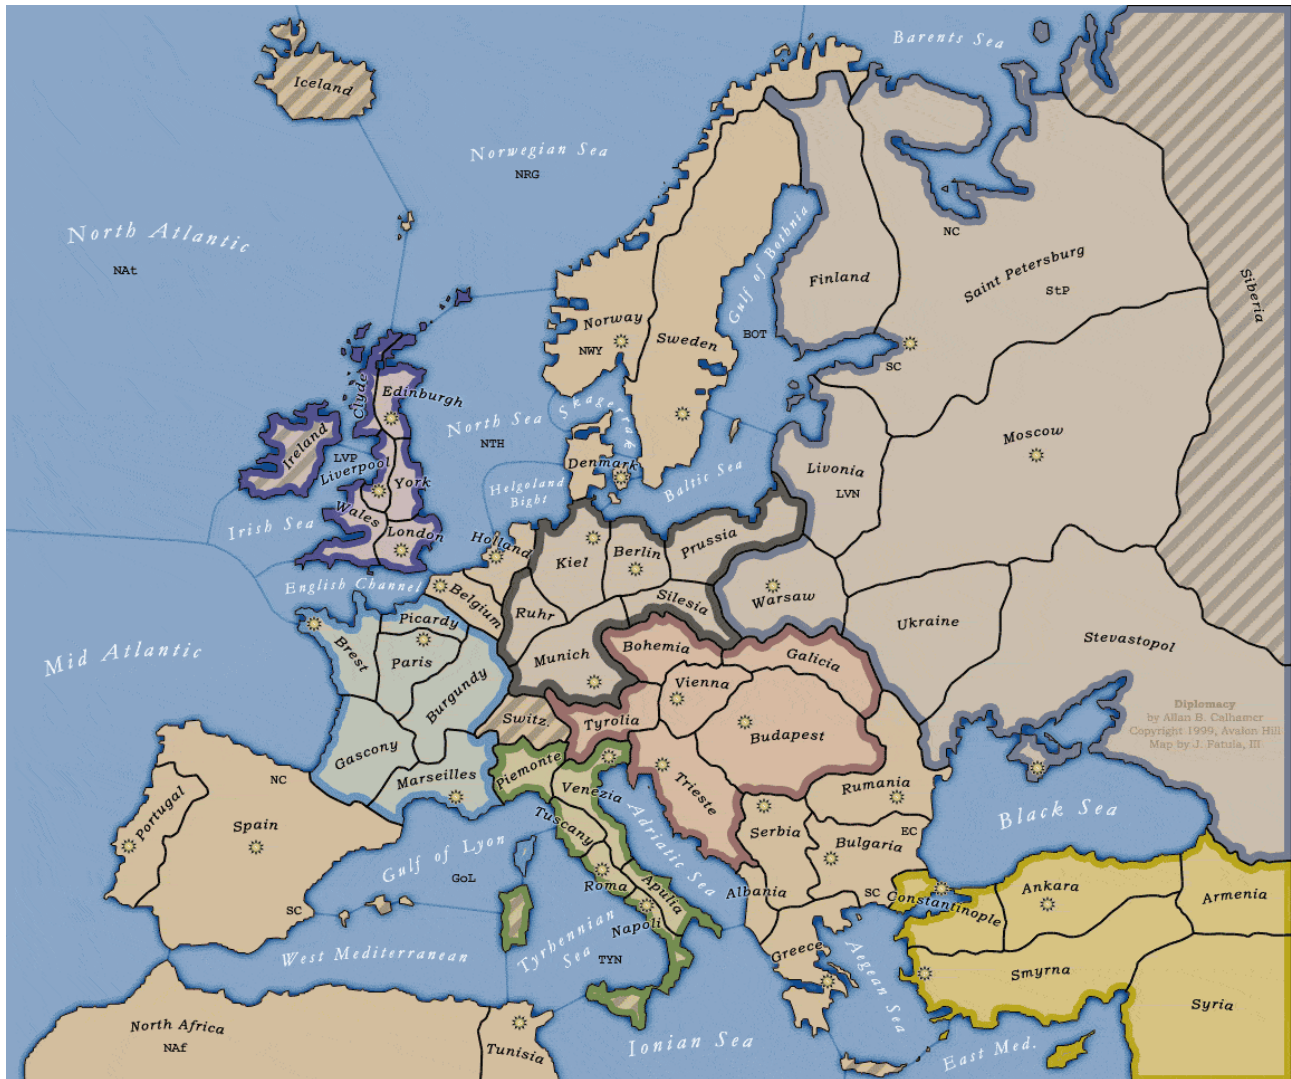 Barents Sea
Iceland
Norwegian Sea
NRG
North Atlantic
NAt
NC
Saint Petersburg
StP
Siberia
Gulf of Bothnia
BOT
Finland
Norway
NWY
Sweden
SC
Clyde
Edinburgh
North Sea
NTH
Skagerrak
Moscow
Ireland
LVP
Liverpool
York
Denmark
Baltic Sea
Livonia
LVN
Helgoland
Bight
Irish Sea
Wales
London
Holland
Kiel
Berlin
Prussia
English Channel
Belgium
Ruhr
Silesia
Warsaw
Ukraine
Stevastopol
Picardy
Brest
Paris
Burgundy
Munich
Bohemia
Galicia
Mid Atlantic
Vienna
Switz.
Tyrolia
Budapest
Diplomacy
by Allan B. Calhamer
Copyright 1999, Avalon Hill
Map by J. Fatula, III
Gascony
Marseilles
Piemonte
Venezia
Trieste
Rumania
NC
Portugal
Spain
Tuscany
Adriatic Sea
Serbia
EC
Bulgaria
Black Sea
Gulf of Lyon
GoL
Roma
Apulia
Albania
SC
Constantinople
Ankara
Armenia
SC
Napoli
West Mediterranean
Tyrhennian
Sea
TYN
Greece
Aegean Sea
Smyrna
Syria
North Africa
NAf
Tunisia
Ionian Sea
East Med.